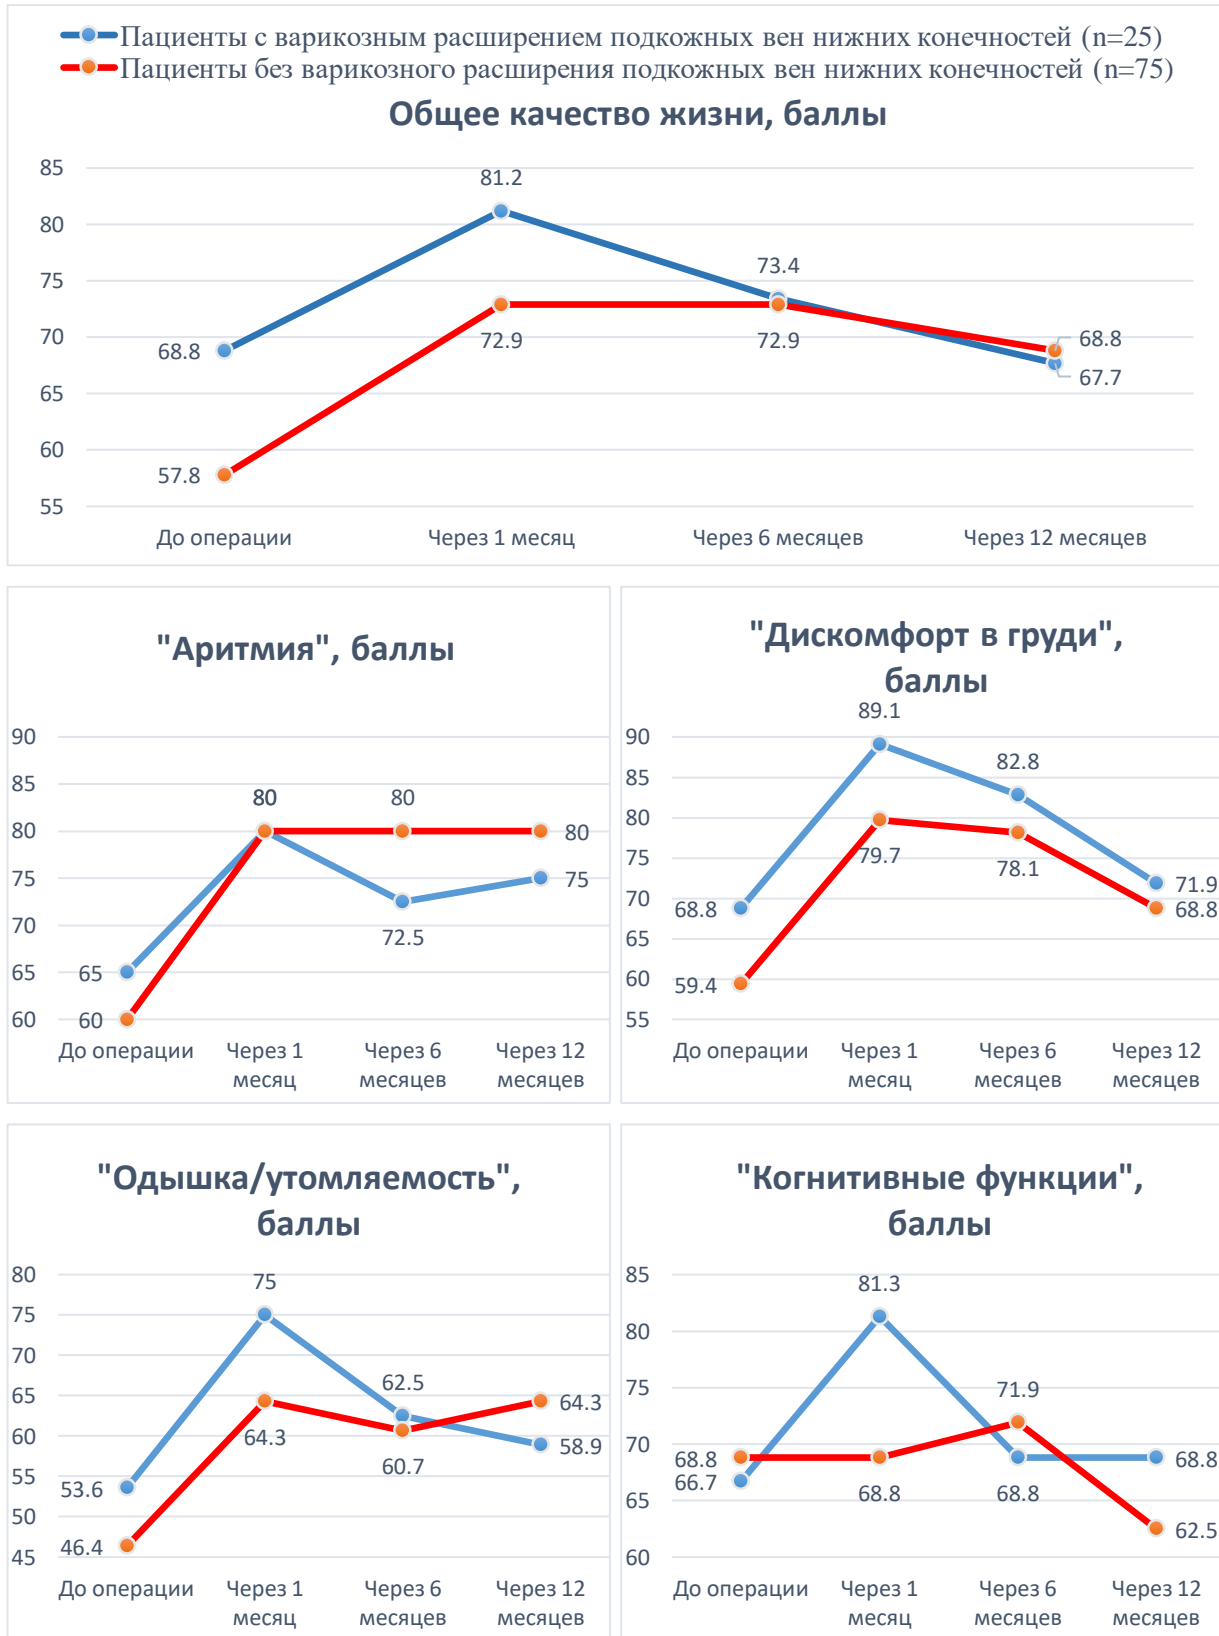 Пациенты с варикозным расширением подкожных вен нижних конечностей (n=25)
Пациенты без варикозного расширения подкожных вен нижних конечностей (n=75)
Общее качество жизни, баллы
85
80
75
70
65
60
55
68.8
81.2
73.4
67.7
57.8
72.9
72.9
68.8
До операции
Через 1 месяц
Через 6 месяцев
Через 12 месяцев
"Аритмия", баллы
90
85
80
75
70
65
60
65
80
72.5
75
60
80
80
80
До операции
Через 1
месяц
Через 6
месяцев
Через 12
месяцев
"Дискомфорт в груди",
баллы
90
85
80
75
70
65
60
55
68.8
89.1
82.8
71.9
59.4
79.7
78.1
68.8
До операции
Через 1
месяц
Через 6
месяцев
Через 12
месяцев
"Одышка/утомляемость",
баллы
80
75
70
65
60
55
50
45
53.6
75
62.5
58.9
46.4
64.3
60.7
64.3
До операции
Через 1
месяц
Через 6
месяцев
Через 12
месяцев
"Когнитивные функции",
баллы
85
80
75
70
65
60
66.7
81.3
68.8
68.8
68.8
68.8
71.9
62.5
До операции
Через 1
месяц
Через 6
месяцев
Через 12
месяцев